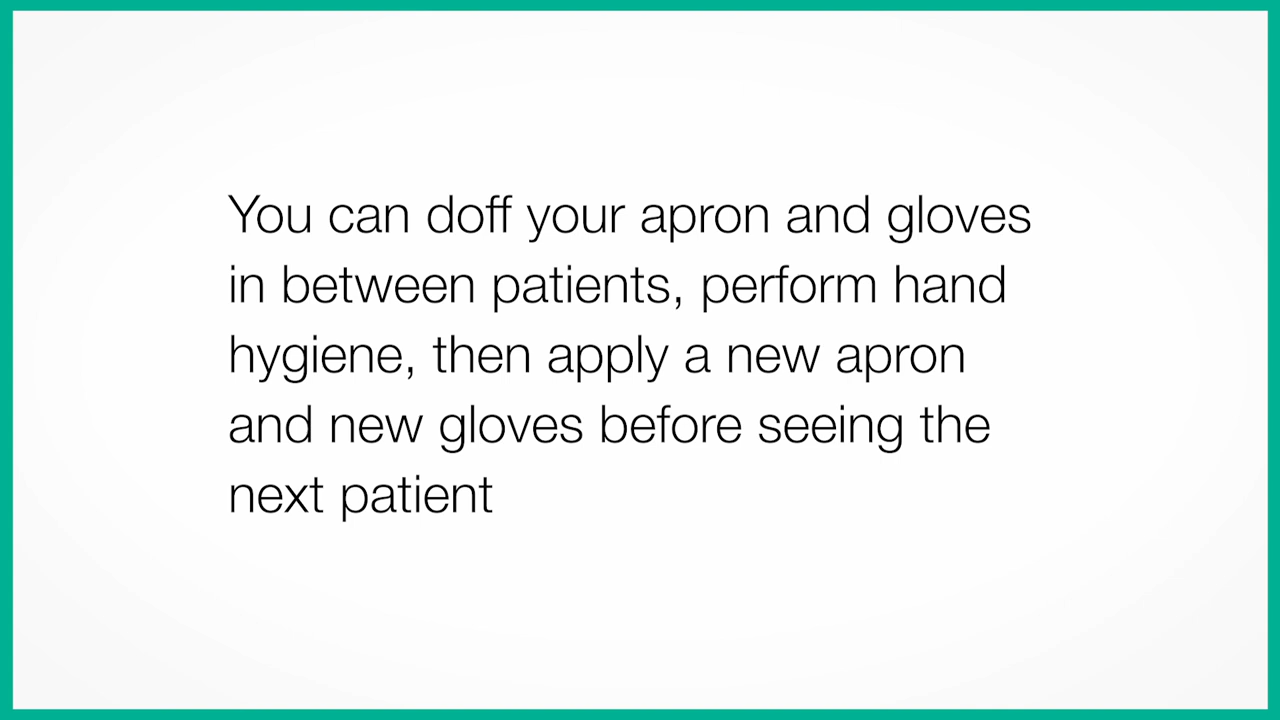 You can doff your apron and gloves
in between patients, perform hand
hygiene, then apply a new apron
and new gloves before seeing the
next patient